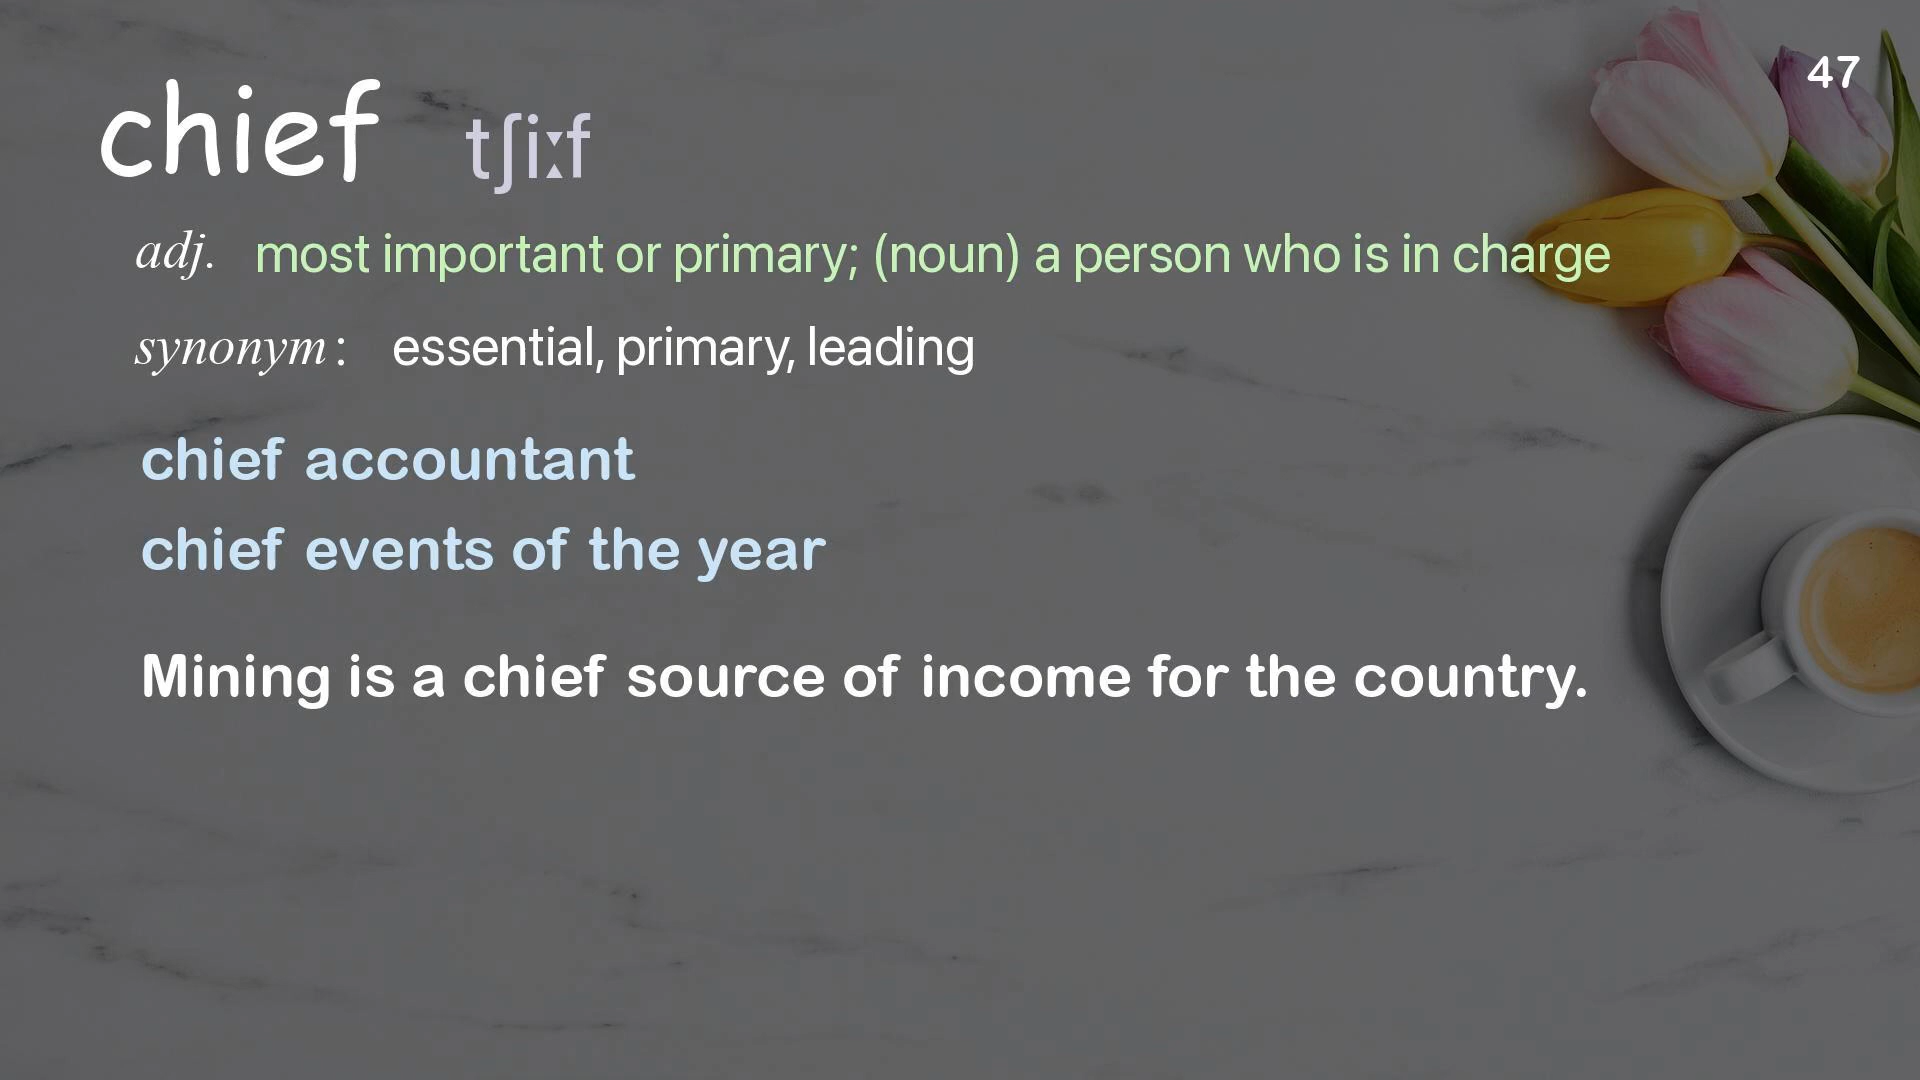 47
chief tʃiːf
adj. most important or primary; (noun) a person who is in charge
synonym: essential, primary, leading
chief accountant
chief events of the year
Mining is a chief source of income for the country.